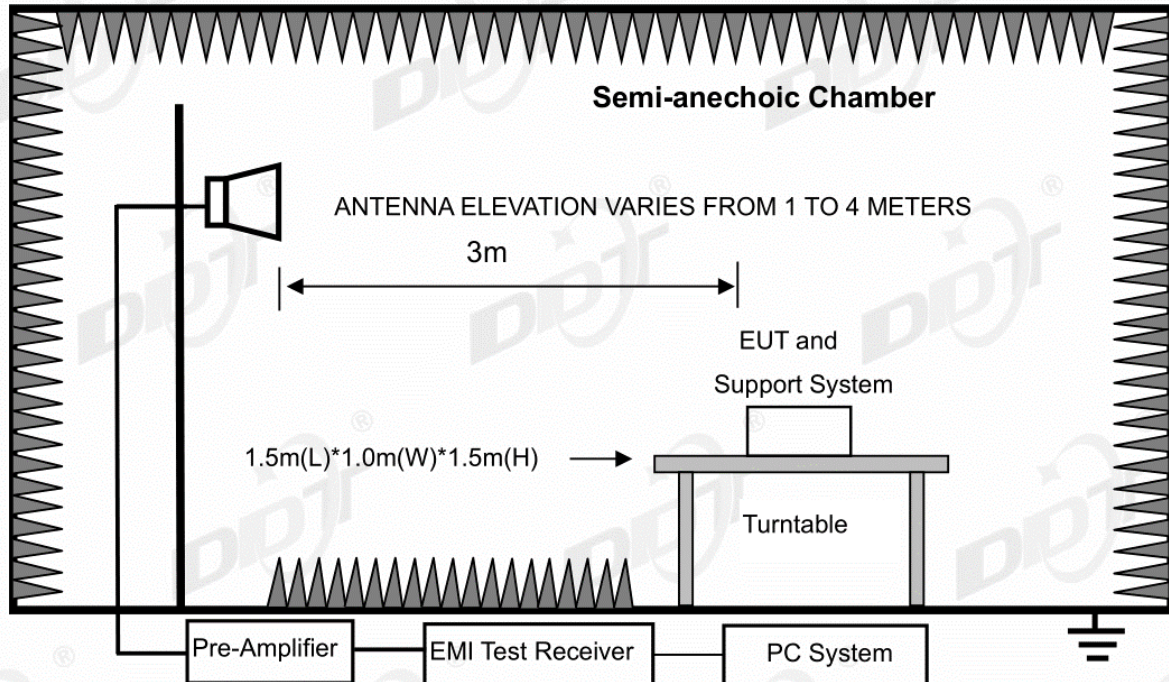 Semi-anechoic Chamber
ANTENNA ELEVATION VARIES FROM 1 TO 4 METERS
3m
EUT and
Support System
1.5m(L)*1.0m(W)*1.5m(H)
Turntable
Pre-Amplifier
EMI Test Receiver
PC System
DDT®